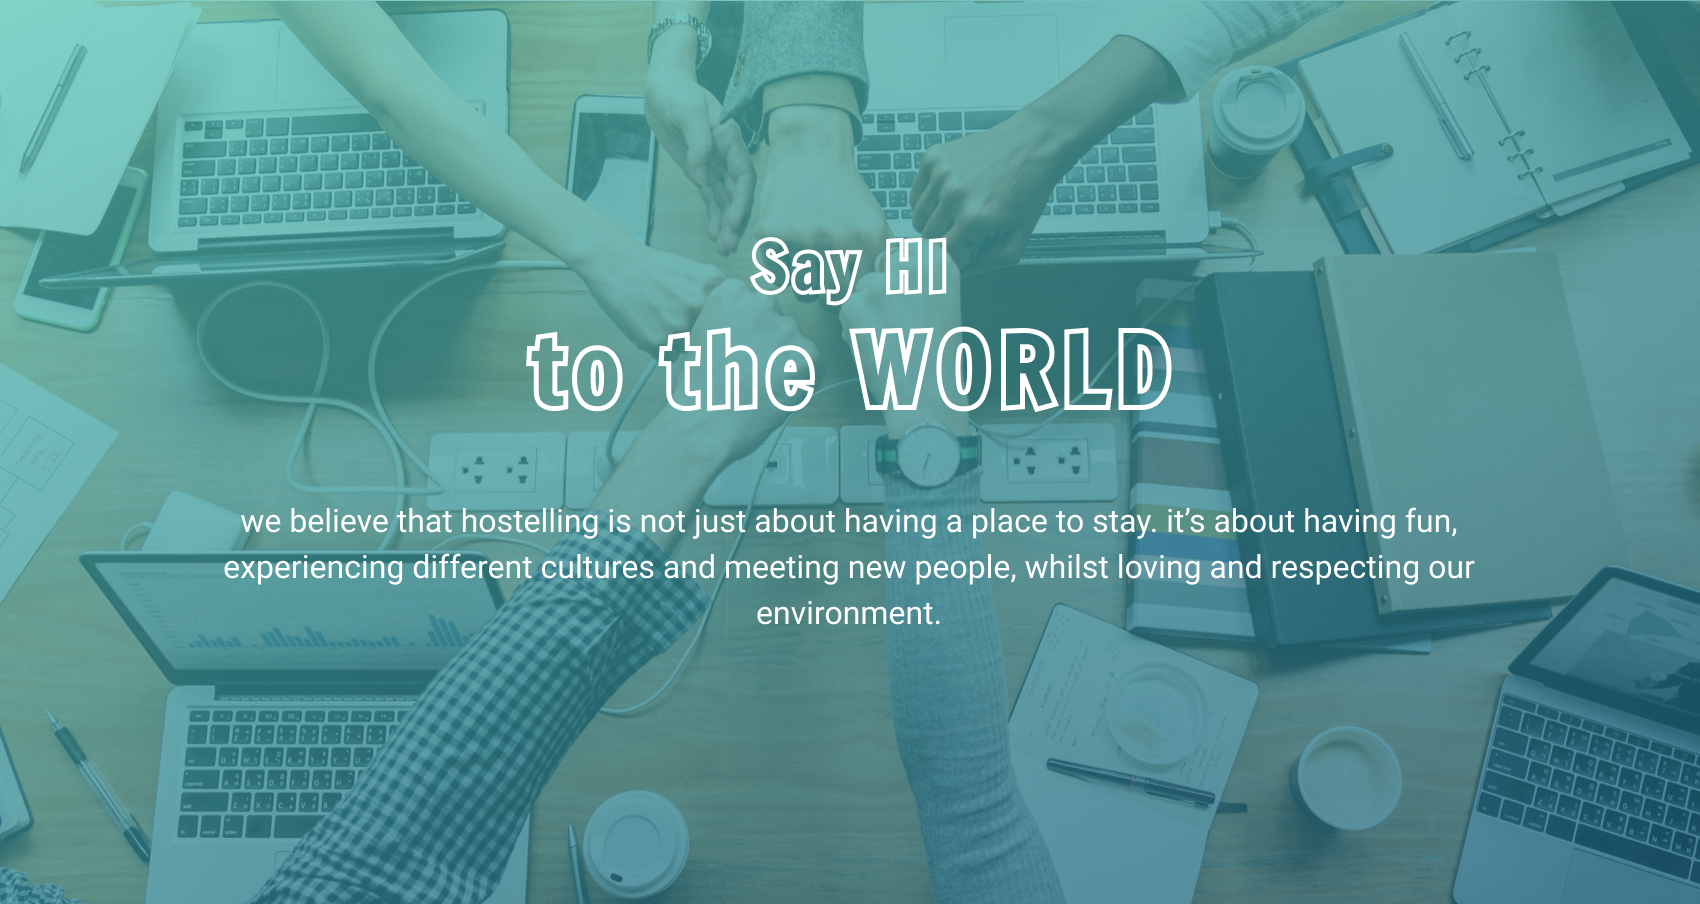 Say HI
to the WORLD
we believe that hostelling is not just about having a place to stay. it’s about having fun,
experiencing different cultures and meeting new people, whilst loving and respecting our
environment.